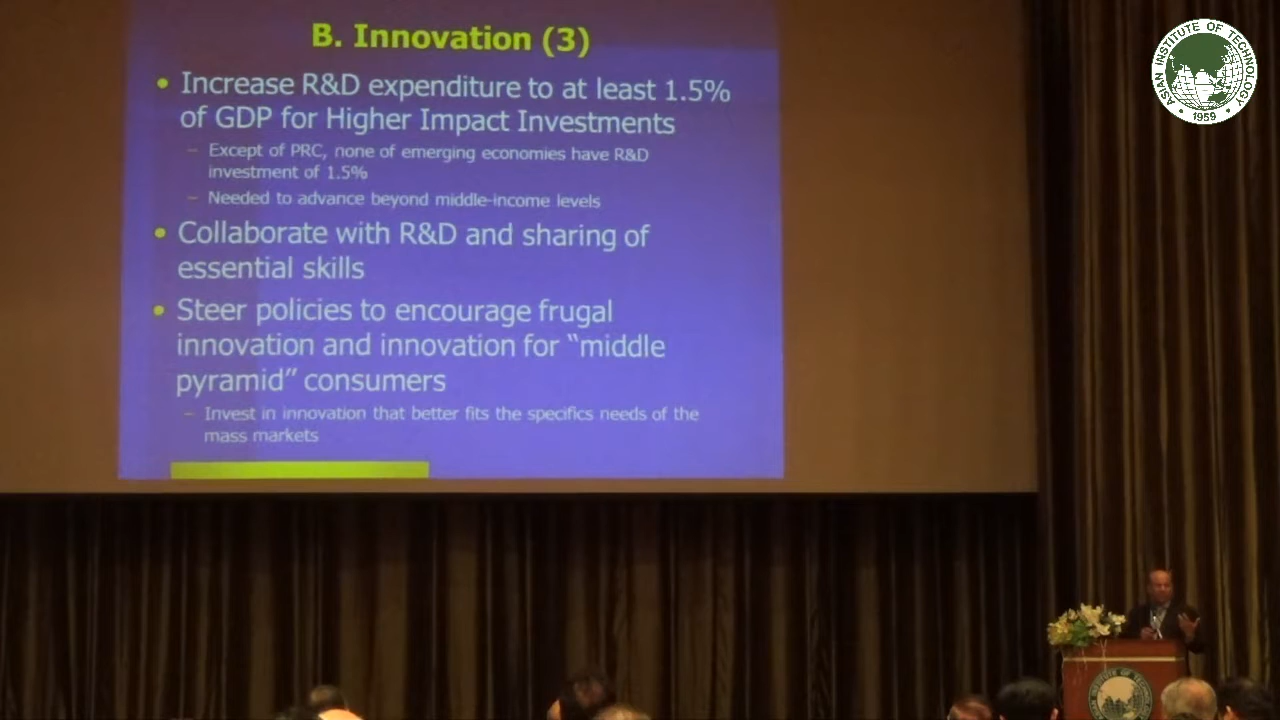 B. Innovation (3)
• Increase R&D expenditure to at least 1.5%
of GDP for Higher Impact Investments
– Except of PRC, none of emerging economies have R&D
investment of 1.5%
– Needed to advance beyond middle-income levels
• Collaborate with R&D and sharing of
essential skills
• Steer policies to encourage frugal
innovation and innovation for “middle
pyramid” consumers
– Invest in innovation that better fits the specifics needs of the
mass markets
ASIAN INSTITUTE OF TECHNOLOGY
1959
INSTITUTE OF